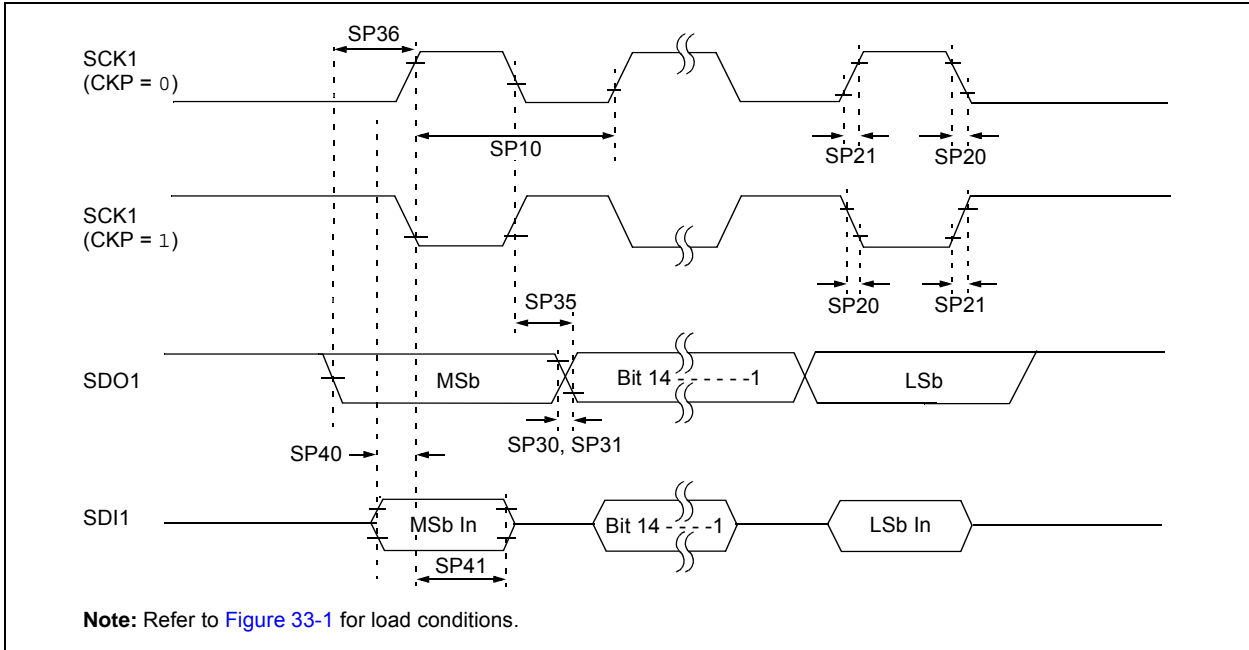 SP36
SCK1
(CKP = 0)
SP10
SP21
SP20
SCK1
(CKP = 1)
SP35
SP20
SP21
SDO1
MSb
Bit 14 - - - - - - -1
LSb
SP30, SP31
SP40
SDI1
MSb In
Bit 14 - - - - -1
LSb In
SP41
Note: Refer to Figure 33-1 for load conditions.